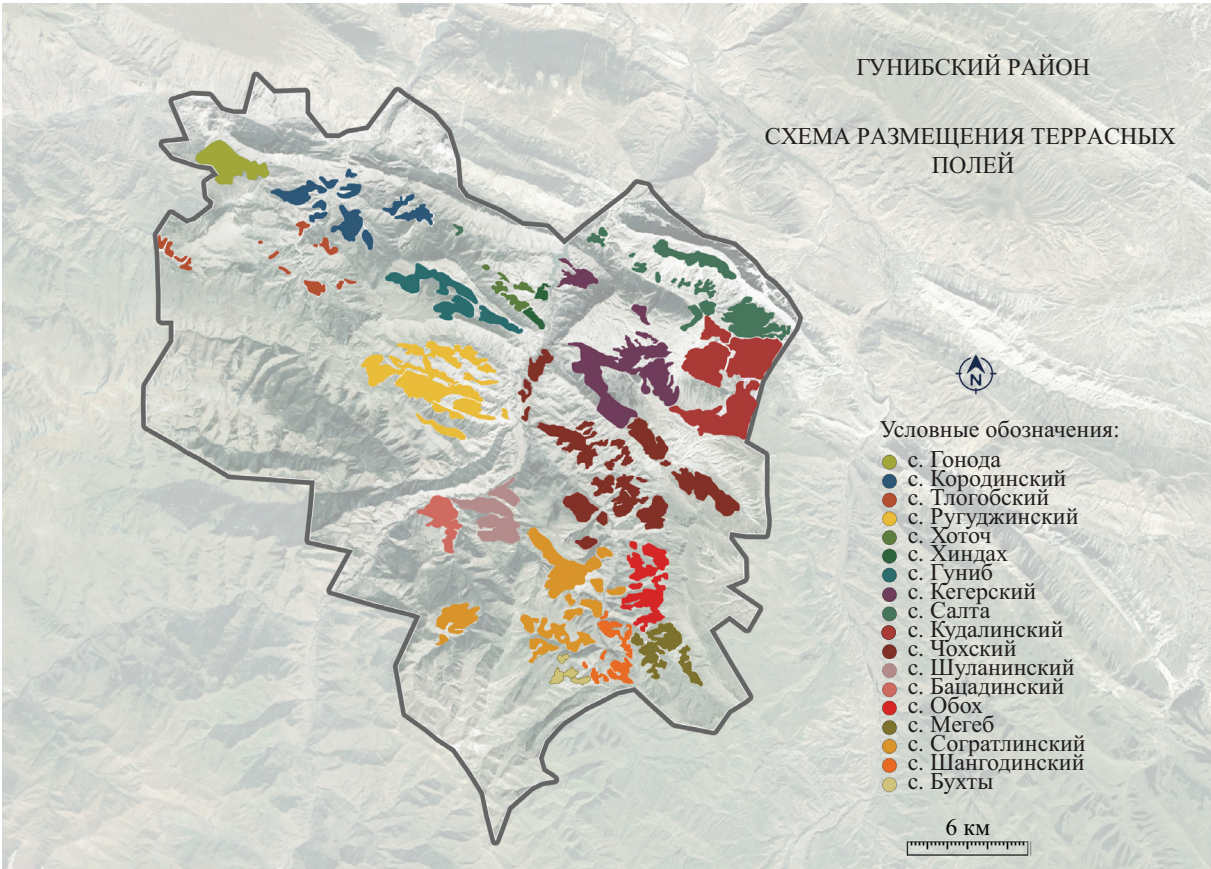 ГУНИБСКИЙ РАЙОН
СХЕМА РАЗМЕЩЕНИЯ ТЕРРАСНЫХ
ПОЛЕЙ
N
Условные обозначения:
с. Гонода
с. Кородинский
с. Тлогобский
с. Ругуджинский
с. Хоточ
с. Хиндах
с. Гуниб
с. Кегерский
с. Салта
с. Кудалинский
с. Чохский
с. Шуланинский
с. Бацадинский
с. Обох
с. Мегеб
с. Согратлинский
с. Шангодинский
с. Бухты
6 км